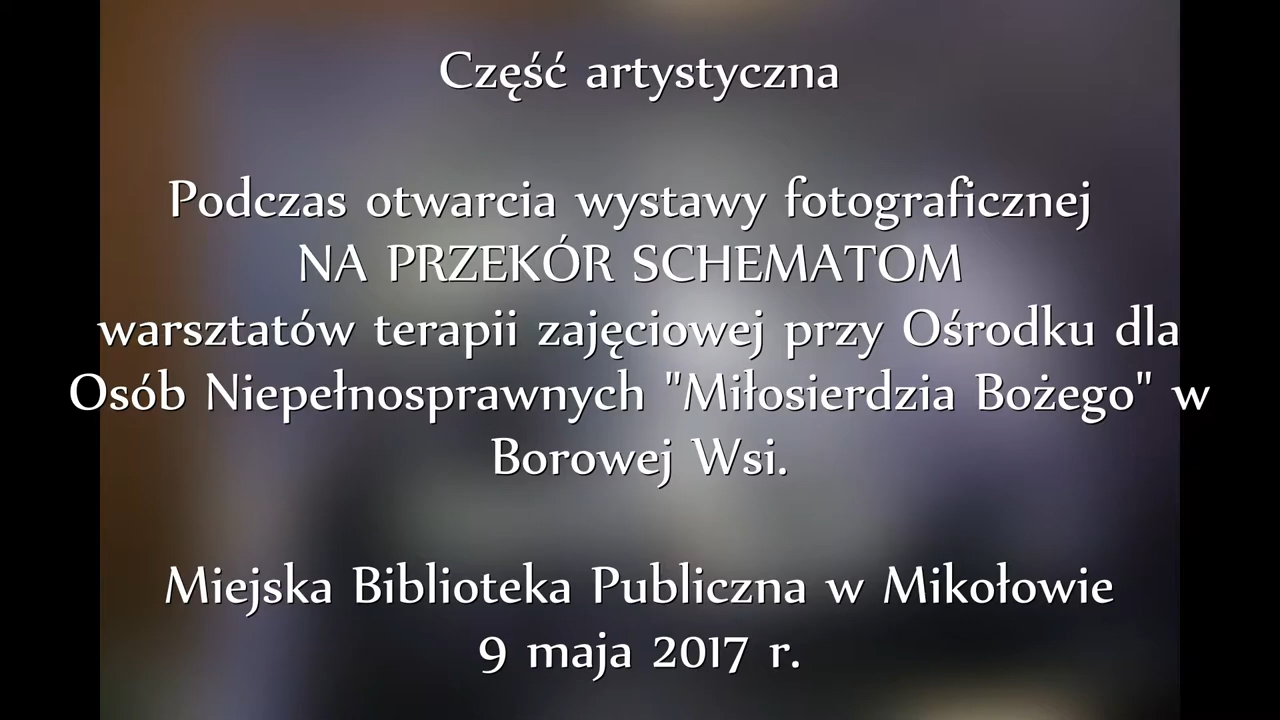 Część artystyczna
Podczas otwarcia wystawy fotograficznej
NA PRZEKÓR SCHEMATOM
warsztatów terapii zajęciowej przy Ośrodku dla
Osób Niepełnosprawnych "Miłosierdzia Bożego" w
Borowej Wsi.
Miejska Biblioteka Publiczna w Mikołowie
9 maja 2017 r.